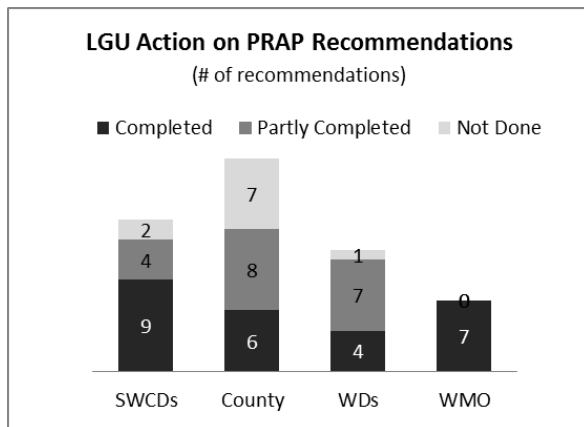 LGU Action on PRAP Recommendations
(# of recommendations)
Completed Partly Completed Not Done
2 7 1 0
4 8 7
9 6 4 7
SWCDs County WDs WMO